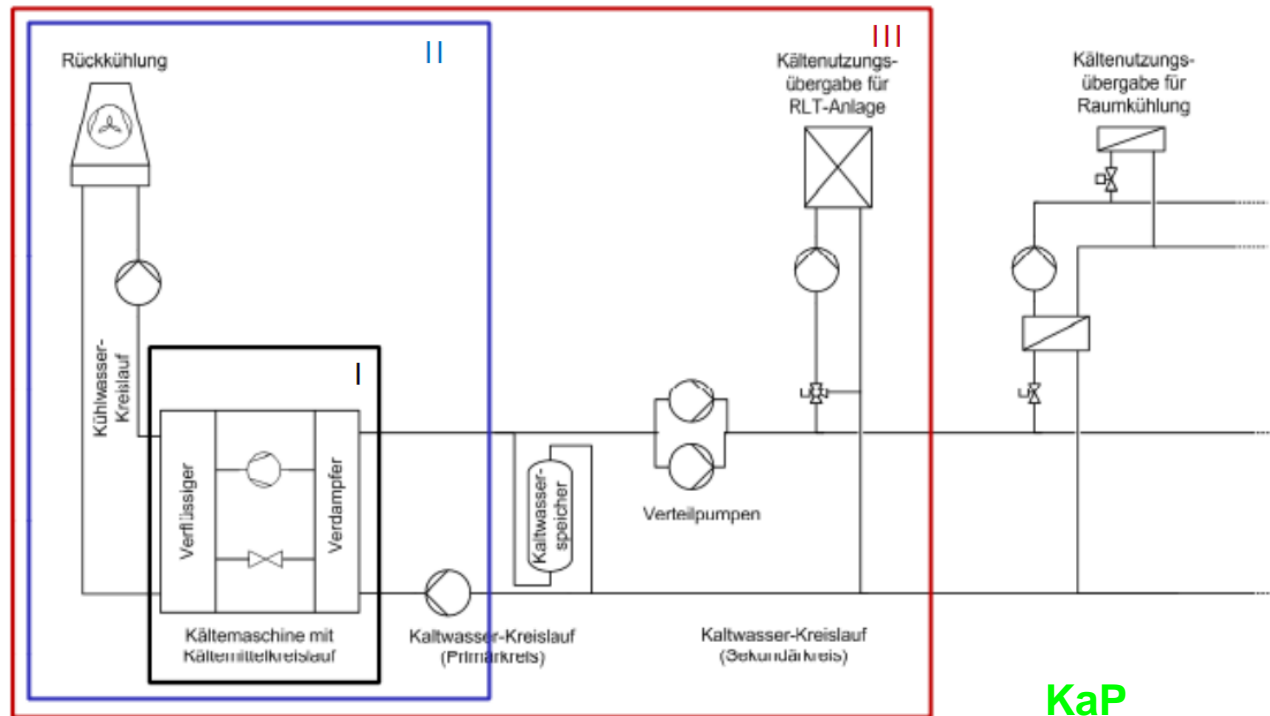 II
III
Rückkühlung
Kältenutzungs-
übergabe für
RLT-Anlage
Kältenutzungs-
übergabe für
Raumkühlung
Kühlwasser-
Kreislauf
I
Verflüssiger
Verdampfer
Kaltwasser-
speicher
Verteilpumpen
Kältemaschine mit
Kältemittelkreislauf
Kaltwasser-Kreislauf
(Primärkreis)
Kaltwasser-Kreislauf
(Sekundärkreis)
KaP